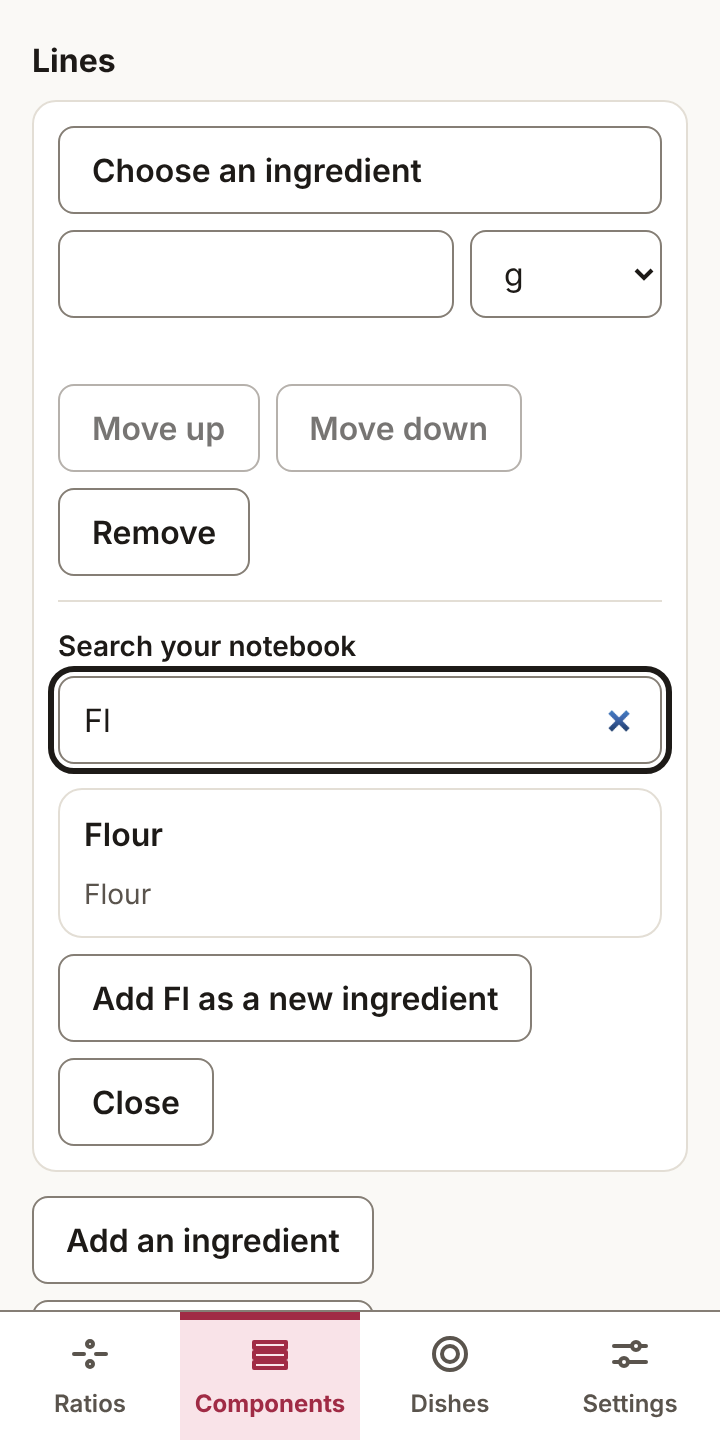 Lines
Choose an ingredient
g
Move up
Move down
Remove
Search your notebook
Fl
Flour
Flour
Add Fl as a new ingredient
Close
Add an ingredient
Ratios
Components
Dishes
Settings